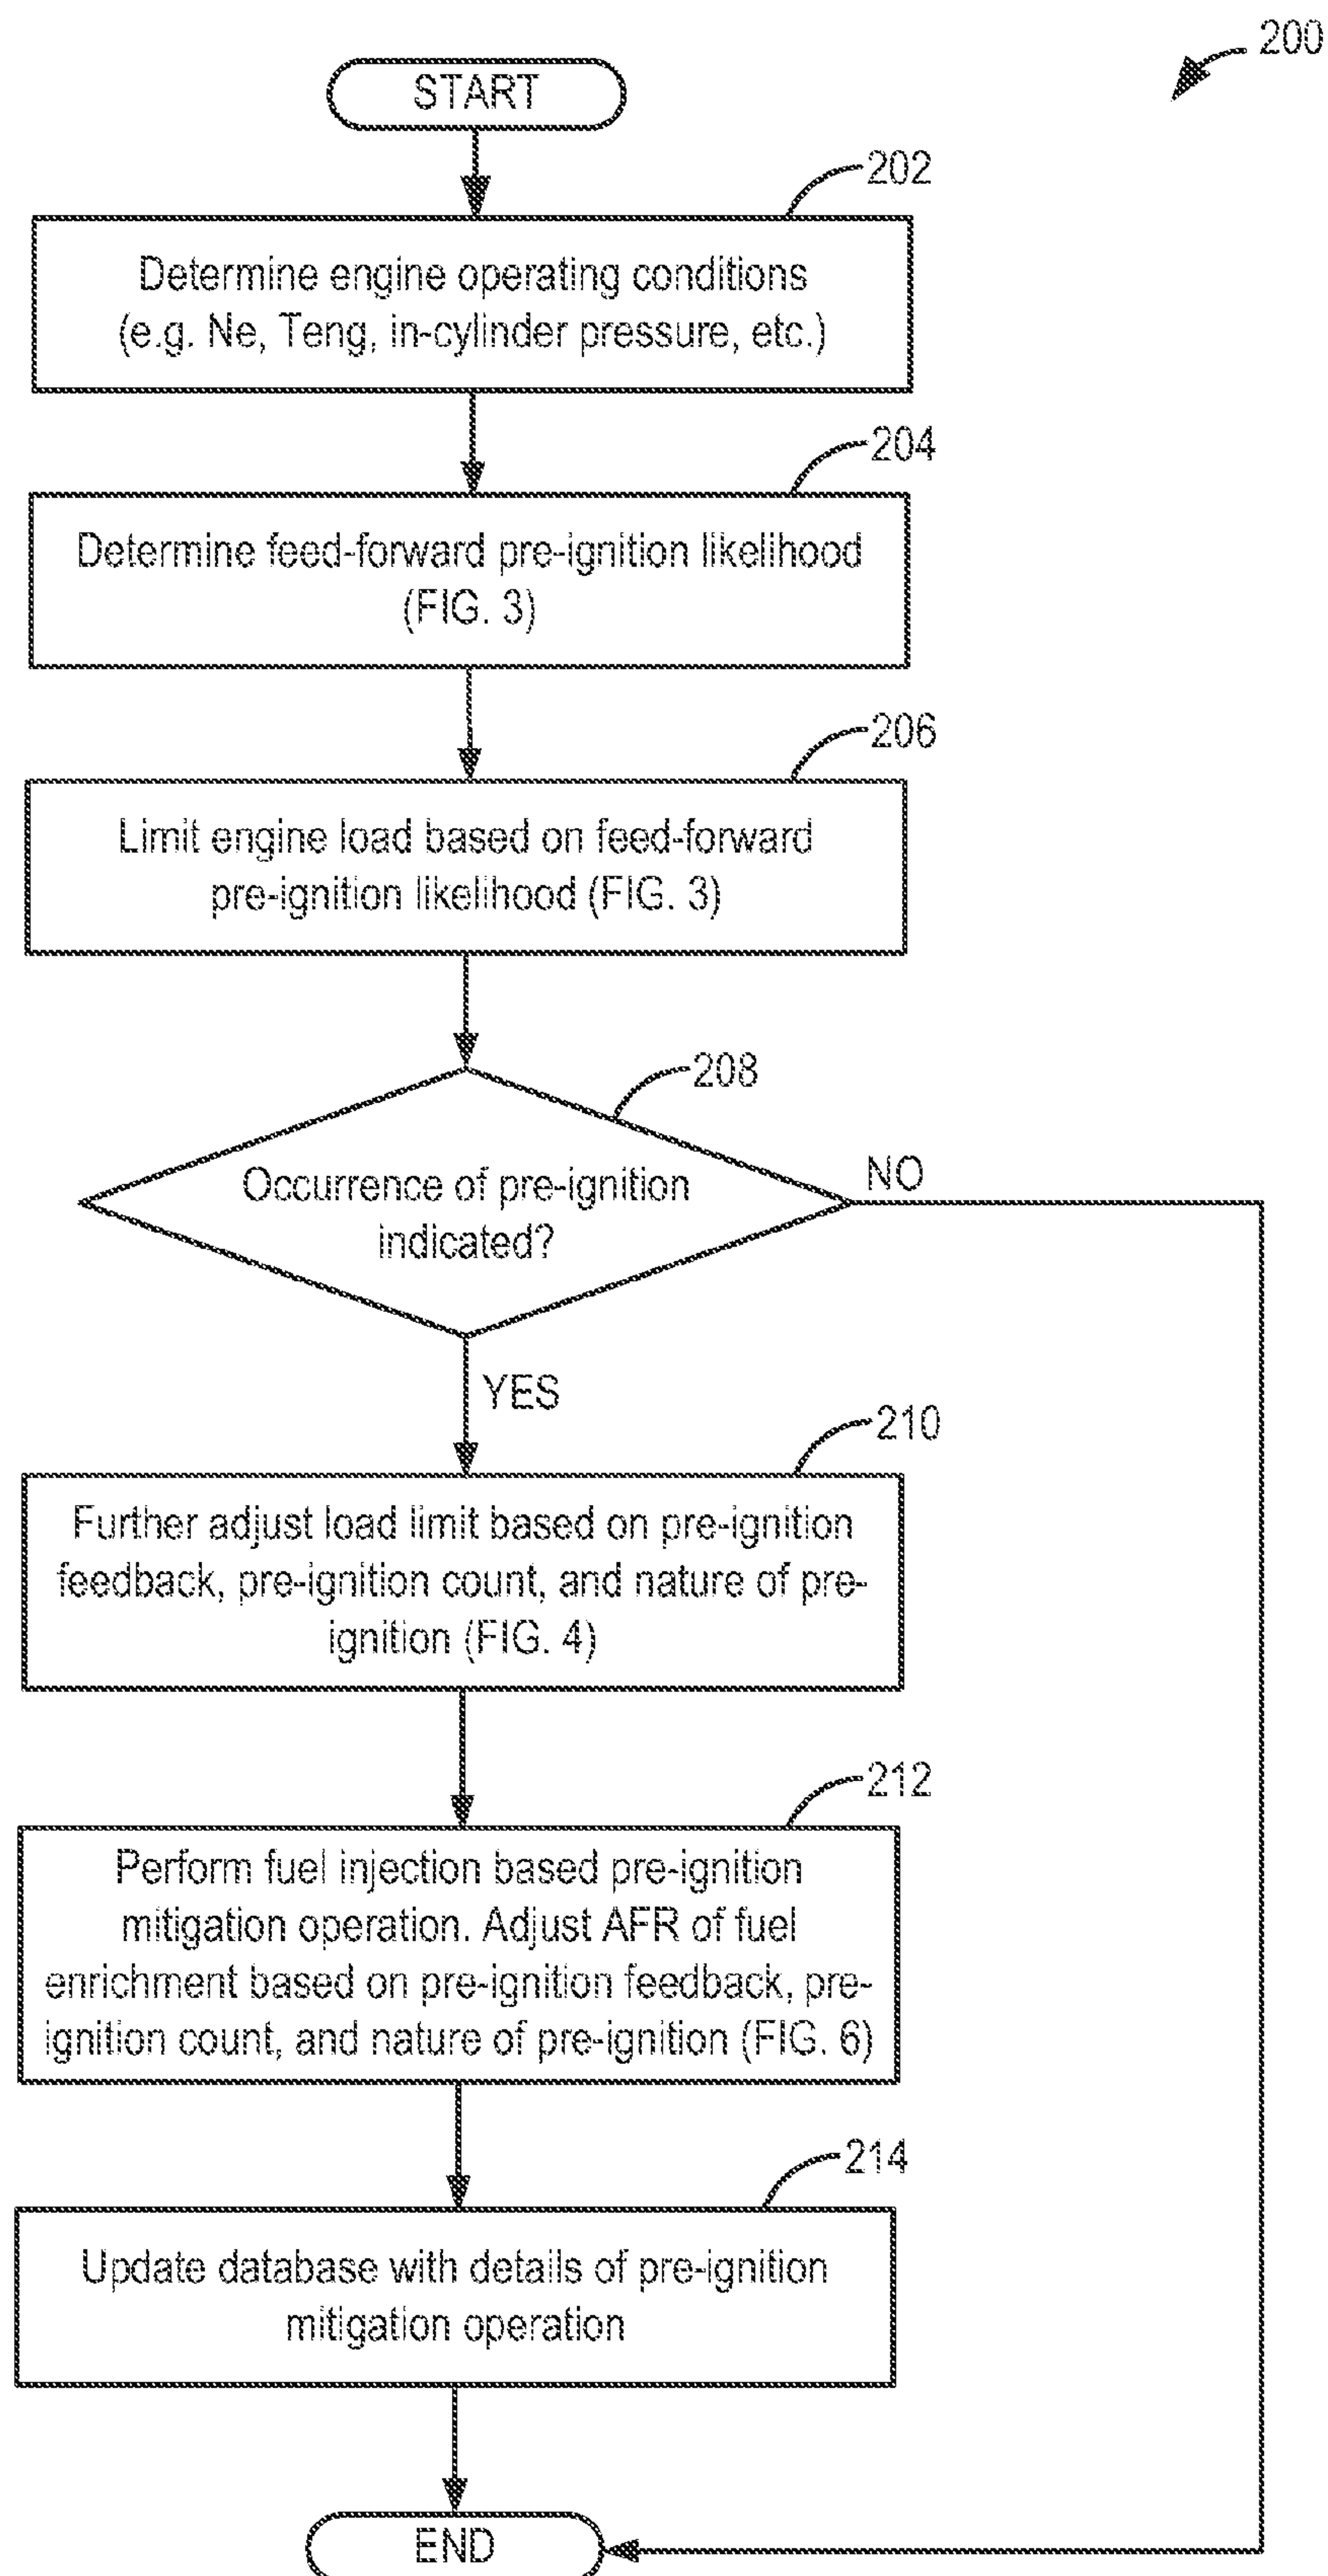 200
START
202
Determine engine operating conditions
(e.g. Ne, Teng, in-cylinder pressure, etc.)
204
Determine feed-forward pre-ignition likelihood
(FIG. 3)
206
Limit engine load based on feed-forward
pre-ignition likelihood (FIG. 3)
208
Occurrence of pre-ignition
indicated?
NO
YES
210
Further adjust load limit based on pre-ignition
feedback, pre-ignition count, and nature of pre-
ignition (FIG. 4)
212
Perform fuel injection based pre-ignition
mitigation operation. Adjust AFR of fuel
enrichment based on pre-ignition feedback, pre-
ignition count, and nature of pre-ignition (FIG. 6)
214
Update database with details of pre-ignition
mitigation operation
END